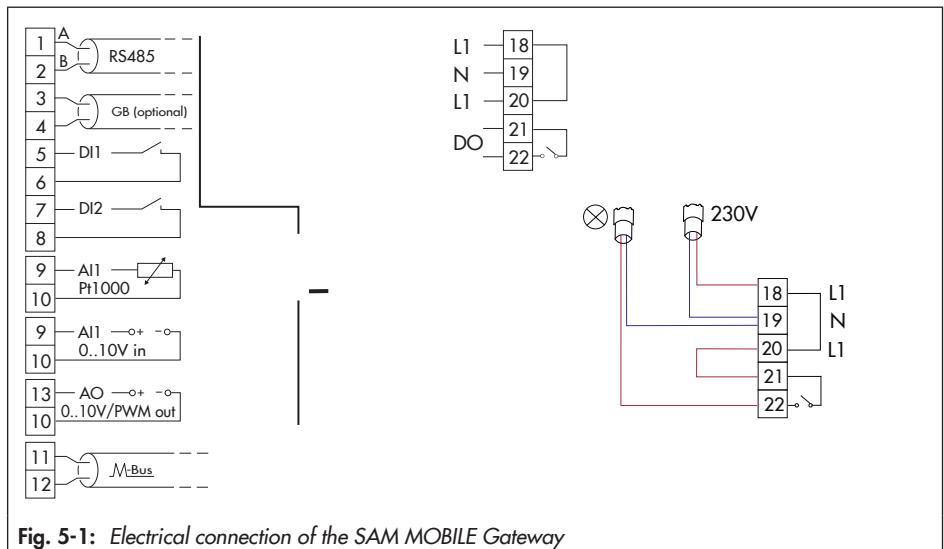 1 A
2 B
RS485
3
4
GB (optional)
5 DI1
6
7 DI2
8
9 AI1
10 Pt1000
9 AI1
10 0..10V in
13 AO
10 0..10V/PWM out
11
12
M-Bus
L1 18
N 19
L1 20
DO 21
22
230V
18 L1
19 N
20 L1
21
22
Fig. 5-1: Electrical connection of the SAM MOBILE Gateway